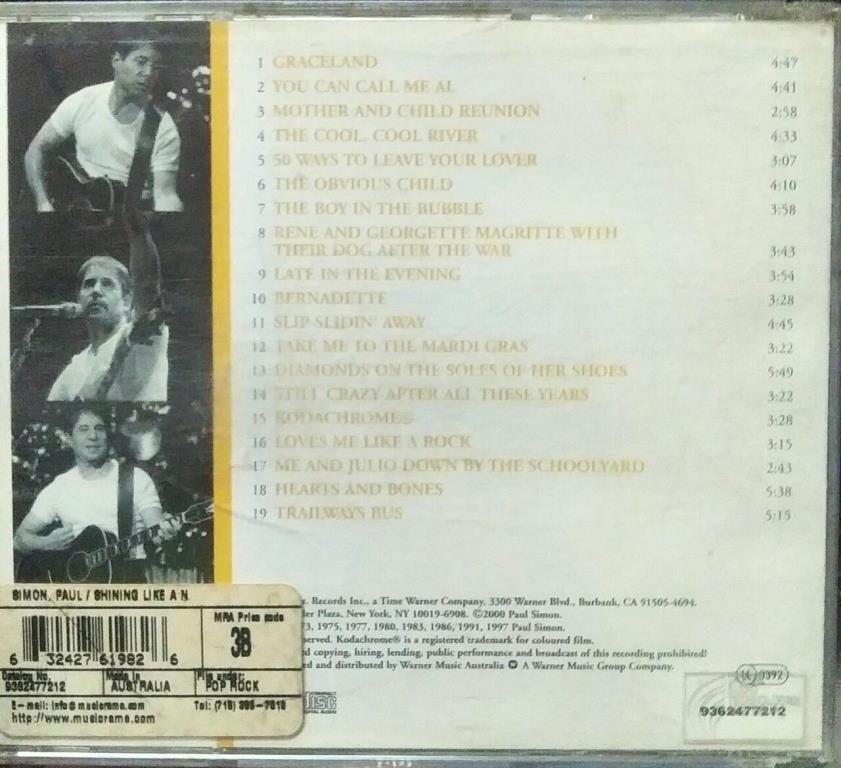 1 GRACELAND 4:47
2 YOU CAN CALL ME AL 4:41
3 MOTHER AND CHILD REUNION 2:58
4 THE COOL, COOL RIVER 4:33
5 50 WAYS TO LEAVE YOUR LOVER 3:07
6 THE OBVIOUS CHILD 4:10
7 THE BOY IN THE BUBBLE 3:58
8 RENE AND GEORGETTE MAGRITTE WITH
THEIR DOG AFTER THE WAR 3:43
9 LATE IN THE EVENING 3:54
10 BERNADETTE 3:28
11 SLIP SLIDIN' AWAY 4:45
12 TAKE ME TO THE MARDI GRAS 3:22
13 DIAMONDS ON THE SOLES OF HER SHOES 5:49
14 STILL CRAZY AFTER ALL THESE YEARS 3:22
15 KODACHROME® 3:28
16 LOVES ME LIKE A ROCK 3:15
17 ME AND JULIO DOWN BY THE SCHOOLYARD 2:43
18 HEARTS AND BONES 5:38
19 TRAILWAYS BUS 5:15
s. Records Inc., a Time Warner Company, 3300 Warner Blvd., Burbank, CA 91505-4694.
Plaza, New York, NY 10019-6908. ©2000 Paul Simon.
73, 1975, 1977, 1980, 1983, 1986, 1991, 1997 Paul Simon.
served. Kodachrome® is a registered trademark for coloured film.
d copying, hiring, lending, public performance and broadcast of this recording prohibited!
ed and distributed by Warner Music Australia A Warner Music Group Company.
COMPACT
disc
DIGITAL AUDIO
0392
9362477212
SIMON, PAUL / SHINING LIKE A N
MRA Price code
3B
6 32427 61982 6
Catalog No. Made in File under:
9362477212 AUSTRALIA POP ROCK
E-mail: info@musicrama.com Tel: (718)
http://www.musicrama.com